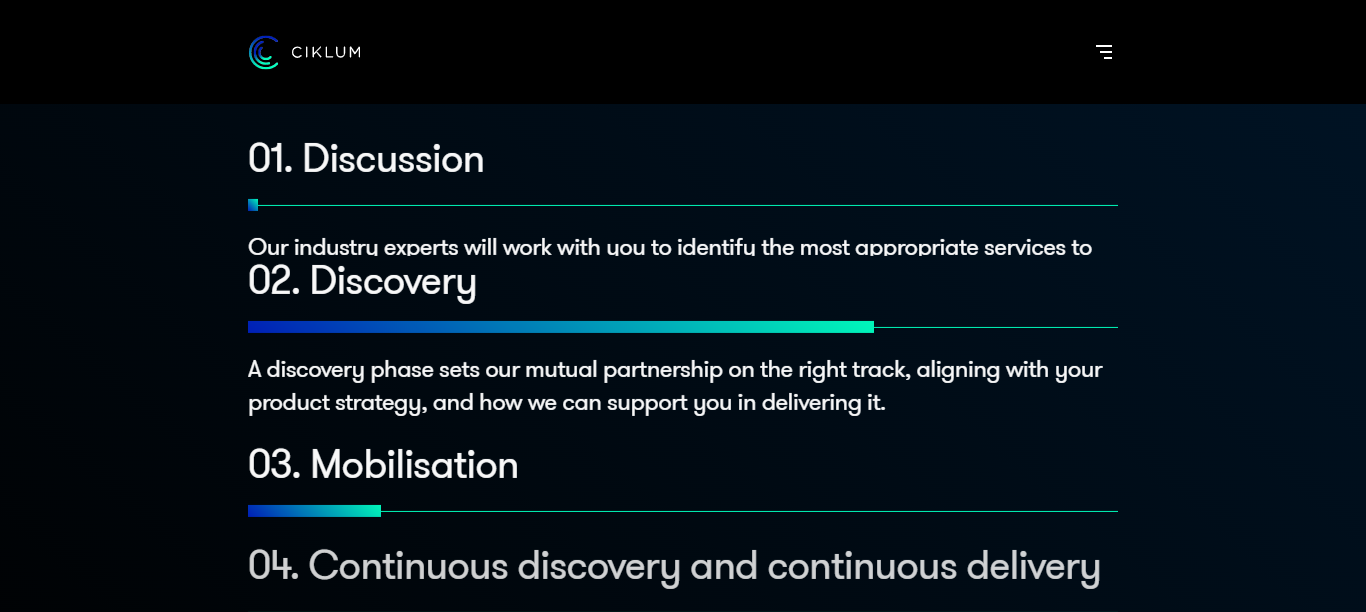 CIKLUM
01. Discussion
Our industry experts will work with you to identify the most appropriate services to
02. Discovery
A discovery phase sets our mutual partnership on the right track, aligning with your
product strategy, and how we can support you in delivering it.
03. Mobilisation
04. Continuous discovery and continuous delivery